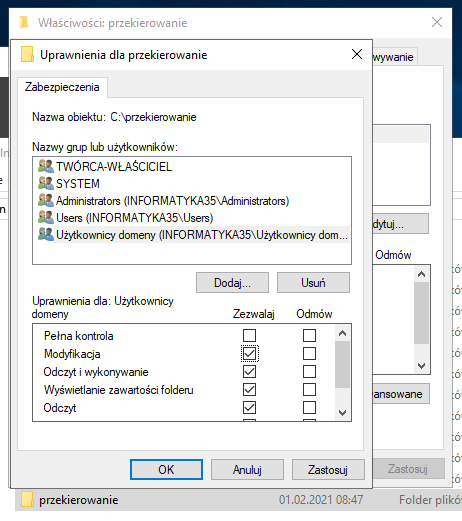 Właściwości: przekierowanie
Uprawnienia dla przekierowanie
wywanie
Zabezpieczenia
Nazwa obiektu: C:\przekierowanie
Nazwy grup lub użytkowników:
TWÓRCA-WŁAŚCICIEL
SYSTEM
Administrators (INFORMATYKA35\Administrators)
Users (INFORMATYKA35\Users)
Użytkownicy domeny (INFORMATYKA35\Użytkownicy dom...
dytuj...
Odmów
Dodaj...
Usuń
Uprawnienia dla: Użytkownicy
domeny
Zezwalaj
Odmów
Pełna kontrola
Modyfikacja
Odczyt i wykonywanie
Wyświetlanie zawartości folderu
ansowane
Odczyt
OK
Anuluj
Zastosuj
Zastosuj
przekierowanie
01.02.2021 08:47
Folder plików